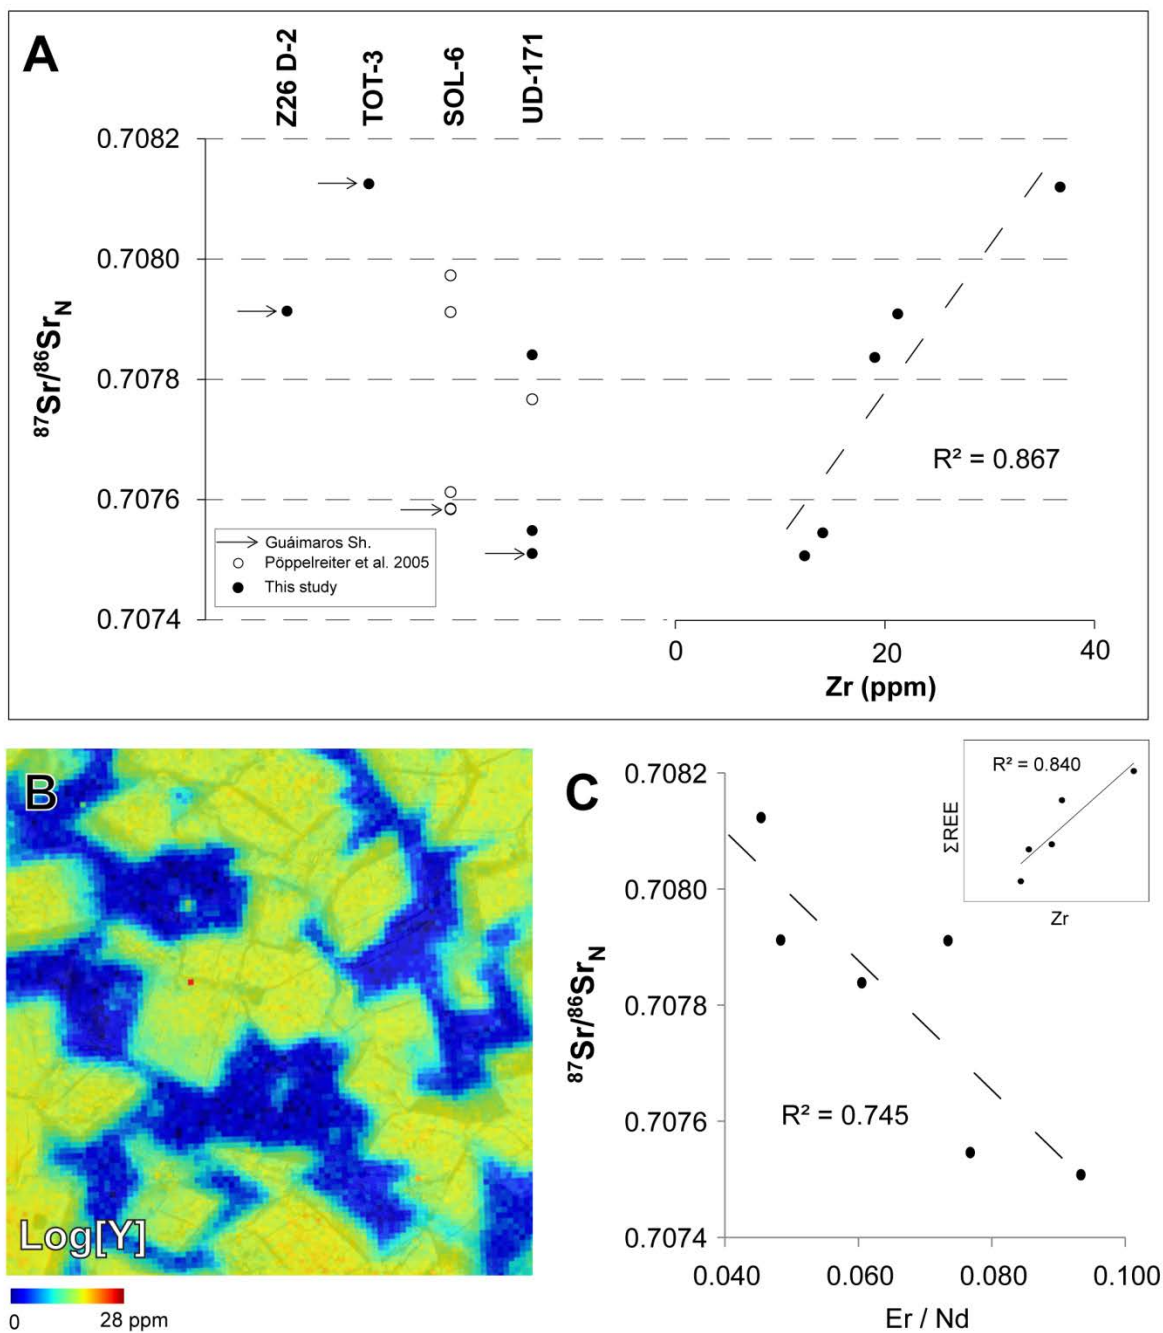 A
Z26 D-2
TOT-3
SOL-6
UD-171
0.7082
0.7080
0.7078
0.7076
0.7074
87Sr/86SrN
R² = 0.867
Guáimaros Sh.
Pöppelreiter et al. 2005
This study
0
20
40
Zr (ppm)
B
Log[Y]
0
28 ppm
C
0.7082
0.7080
0.7078
0.7076
0.7074
87Sr/86SrN
R² = 0.840
ΣREE
Zr
R² = 0.745
0.040
0.060
0.080
0.100
Er / Nd